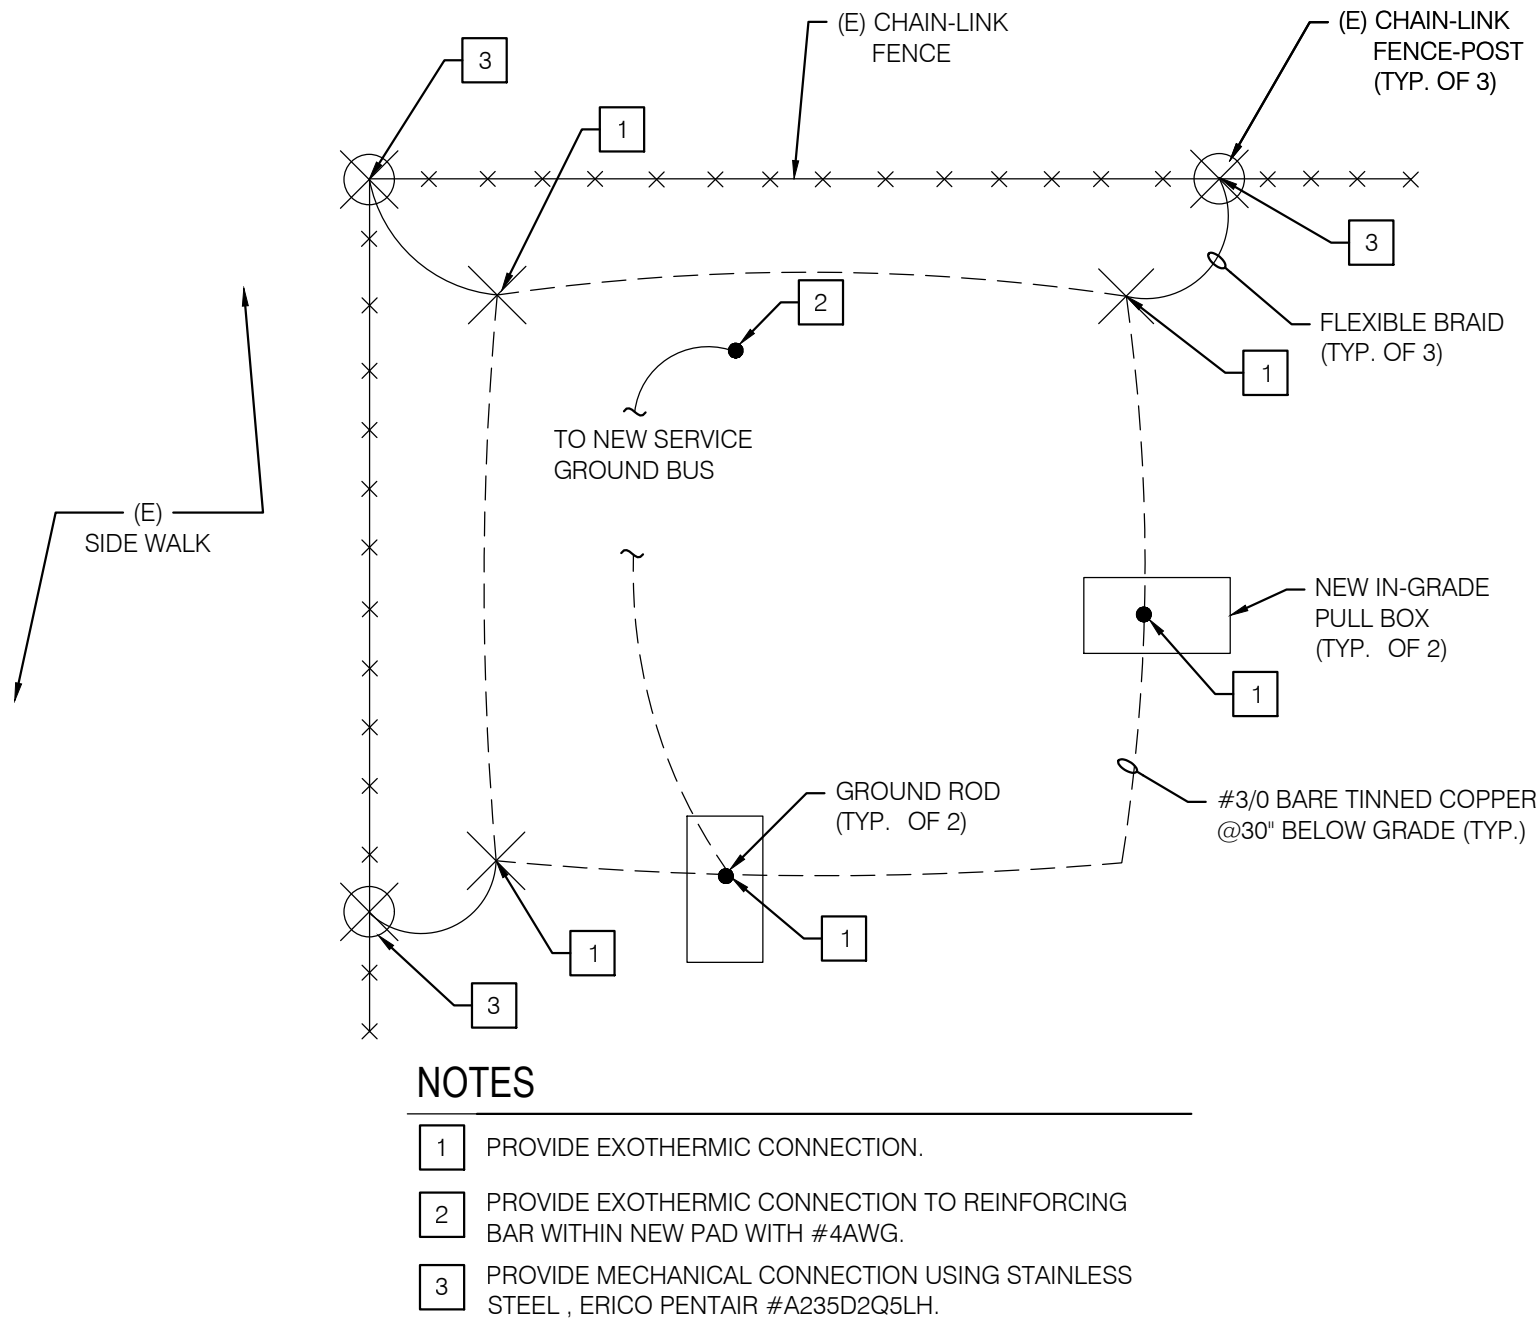 (E) CHAIN-LINK
FENCE
(E) CHAIN-LINK
FENCE-POST
(TYP. OF 3)
3
1
3
2
FLEXIBLE BRAID
(TYP. OF 3)
1
TO NEW SERVICE
GROUND BUS
(E)
SIDE WALK
NEW IN-GRADE
PULL BOX
(TYP. OF 2)
1
GROUND ROD
(TYP. OF 2)
#3/0 BARE TINNED COPPER
@30" BELOW GRADE (TYP.)
1
1
3
NOTES
1 PROVIDE EXOTHERMIC CONNECTION.
2 PROVIDE EXOTHERMIC CONNECTION TO REINFORCING
BAR WITHIN NEW PAD WITH #4AWG.
3 PROVIDE MECHANICAL CONNECTION USING STAINLESS
STEEL , ERICO PENTAIR #A235D2Q5LH.